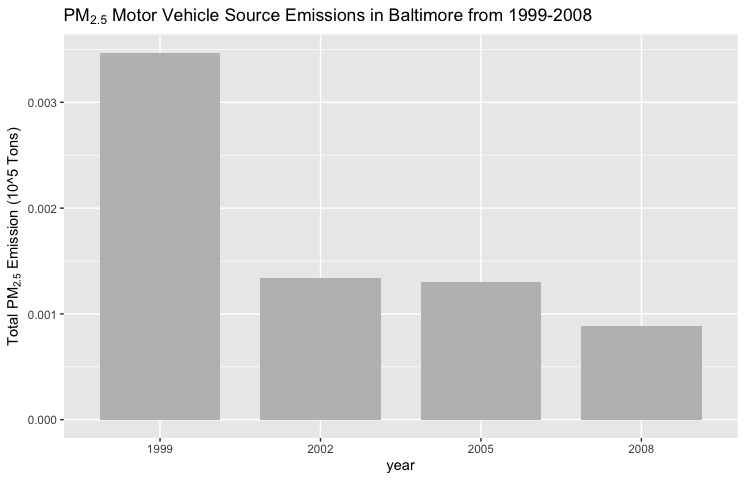 PM2.5 Motor Vehicle Source Emissions in Baltimore from 1999-2008
Total PM2.5 Emission (10^5 Tons)
0.003
0.002
0.001
0.000
1999 2002 2005 2008
year